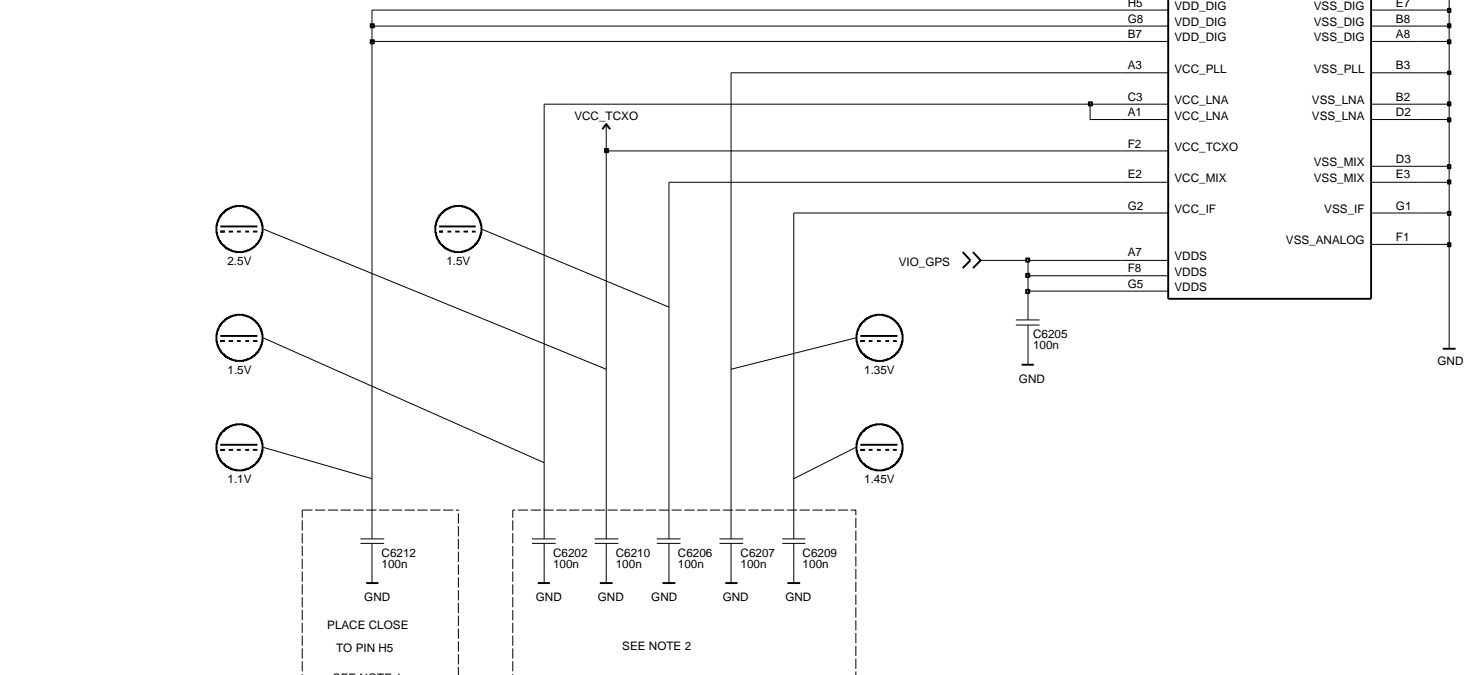 H5 VDD_DIG VSS_DIG E7
G8 VDD_DIG VSS_DIG B8
B7 VDD_DIG VSS_DIG A8
A3 VCC_PLL VSS_PLL B3
C3 VCC_LNA VSS_LNA B2
A1 VCC_LNA VSS_LNA D2
VCC_TCXO
F2 VCC_TCXO
VSS_MIX D3
E2 VCC_MIX VSS_MIX E3
G2 VCC_IF VSS_IF G1
VSS_ANALOG F1
VIO_GPS
A7 VDDS
F8 VDDS
G5 VDDS
2.5V
1.5V
C6205
100n
GND
GND
1.5V
1.35V
1.1V
1.45V
C6212
100n
GND
C6202
100n
GND
C6210
100n
GND
C6206
100n
GND
C6207
100n
GND
C6209
100n
GND
PLACE CLOSE
TO PIN H5
SEE NOTE
SEE NOTE 2